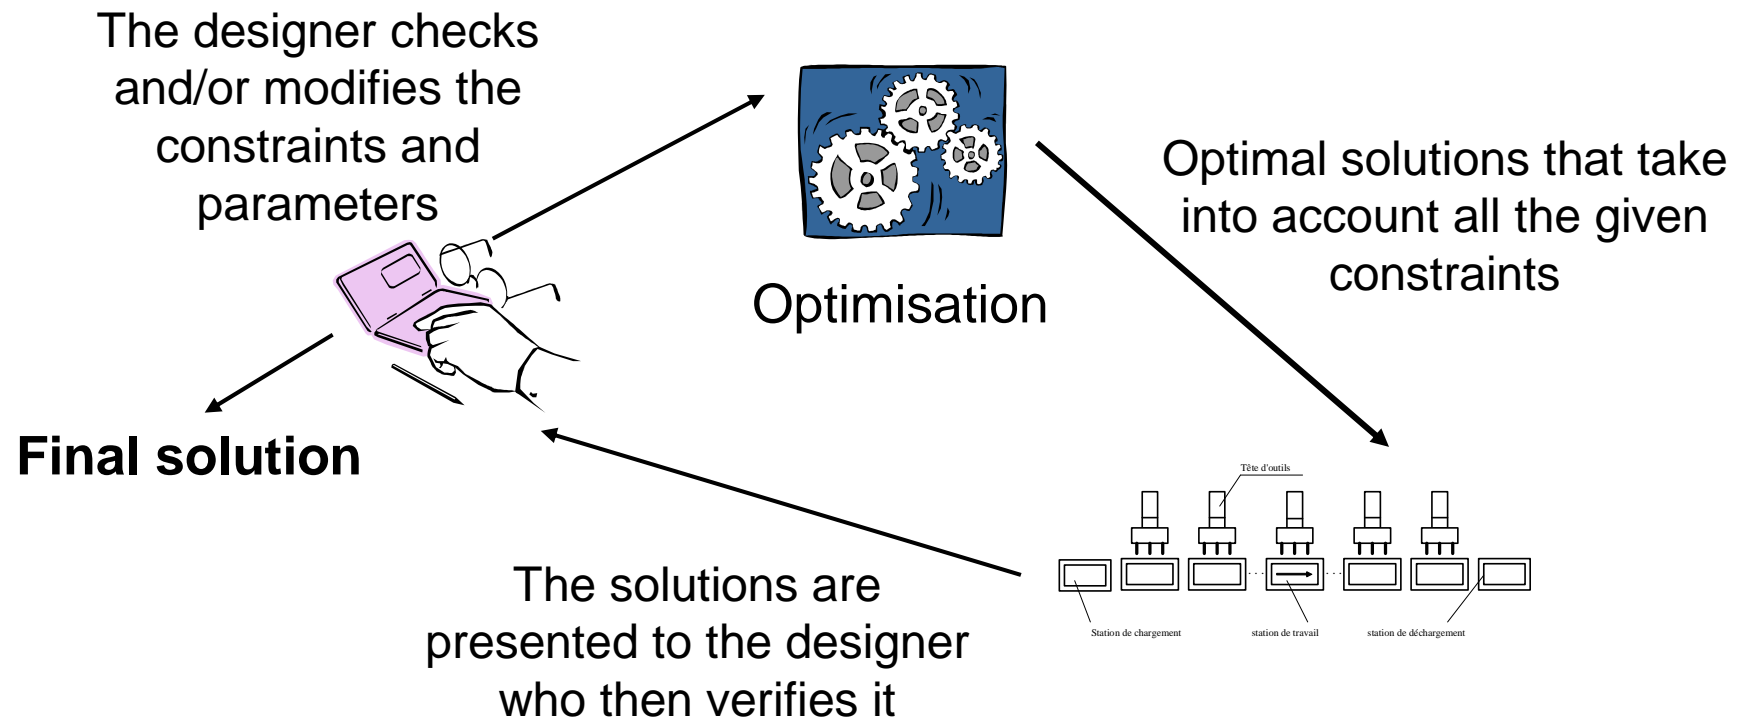 The designer checks
and/or modifies the
constraints and
parameters
Optimisation
Optimal solutions that take
into account all the given
constraints
Final solution
Tête d'outils
Station de chargement
station de travail
station de déchargement
The solutions are
presented to the designer
who then verifies it